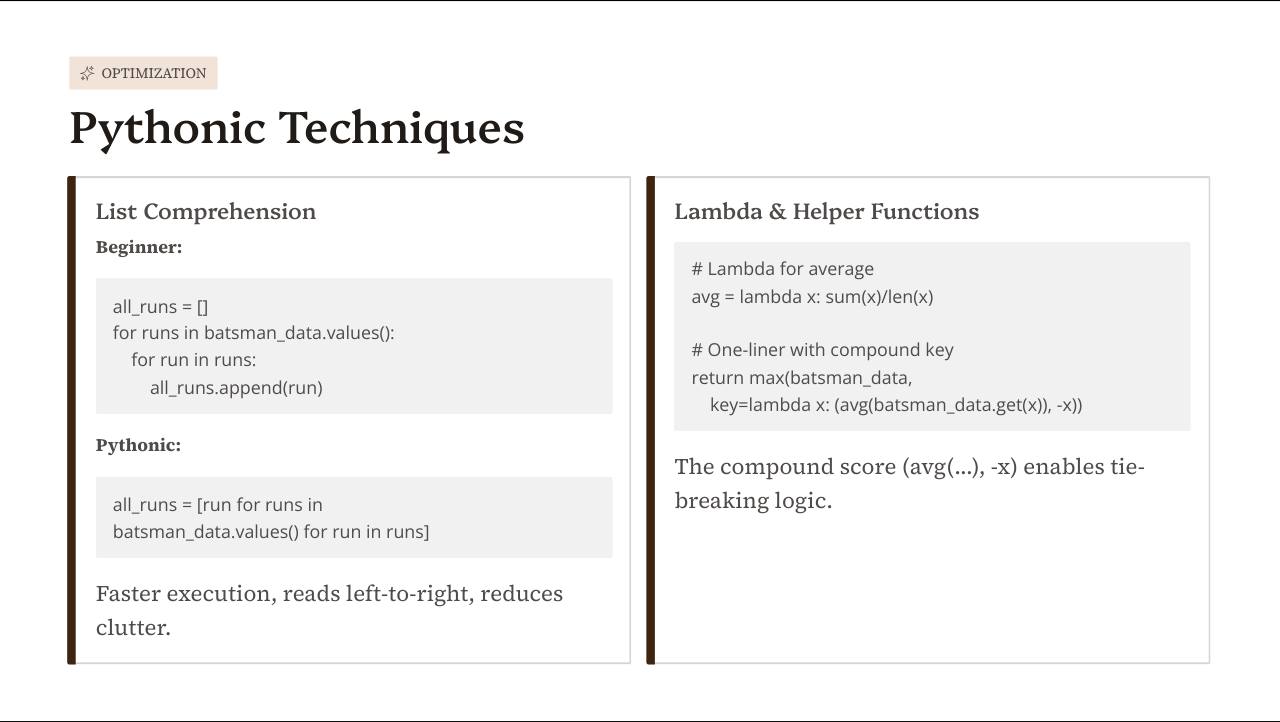 OPTIMIZATION
Pythonic Techniques
List Comprehension
Beginner:
all_runs = []
for runs in batsman_data.values():
    for run in runs:
        all_runs.append(run)
Pythonic:
all_runs = [run for runs in
batsman_data.values() for run in runs]
Faster execution, reads left-to-right, reduces
clutter.
Lambda & Helper Functions
# Lambda for average
avg = lambda x: sum(x)/len(x)
# One-liner with compound key
return max(batsman_data,
    key=lambda x: (avg(batsman_data.get(x)), -x))
The compound score (avg(...), -x) enables tie-
breaking logic.